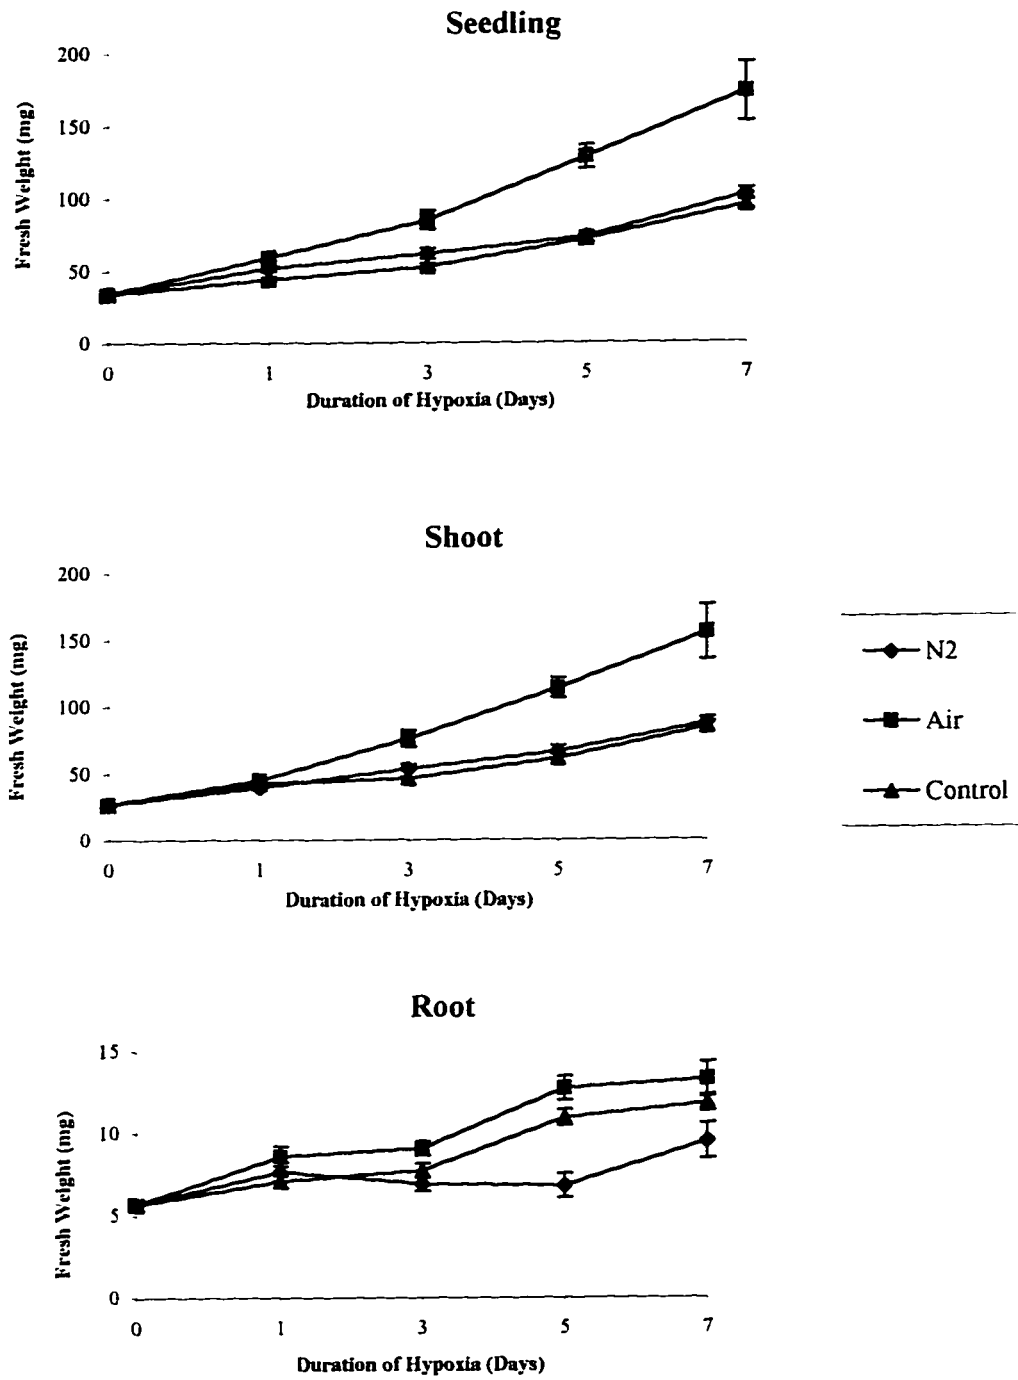 Seedling
200
150
100
50
0
Fresh Weight (mg)
0 1 3 5 7
Duration of Hypoxia (Days)
Shoot
200
150
100
50
0
Fresh Weight (mg)
0 1 3 5 7
Duration of Hypoxia (Days)
N2
Air
Control
Root
15
10
5
0
Fresh Weight (mg)
0 1 3 5 7
Duration of Hypoxia (Days)